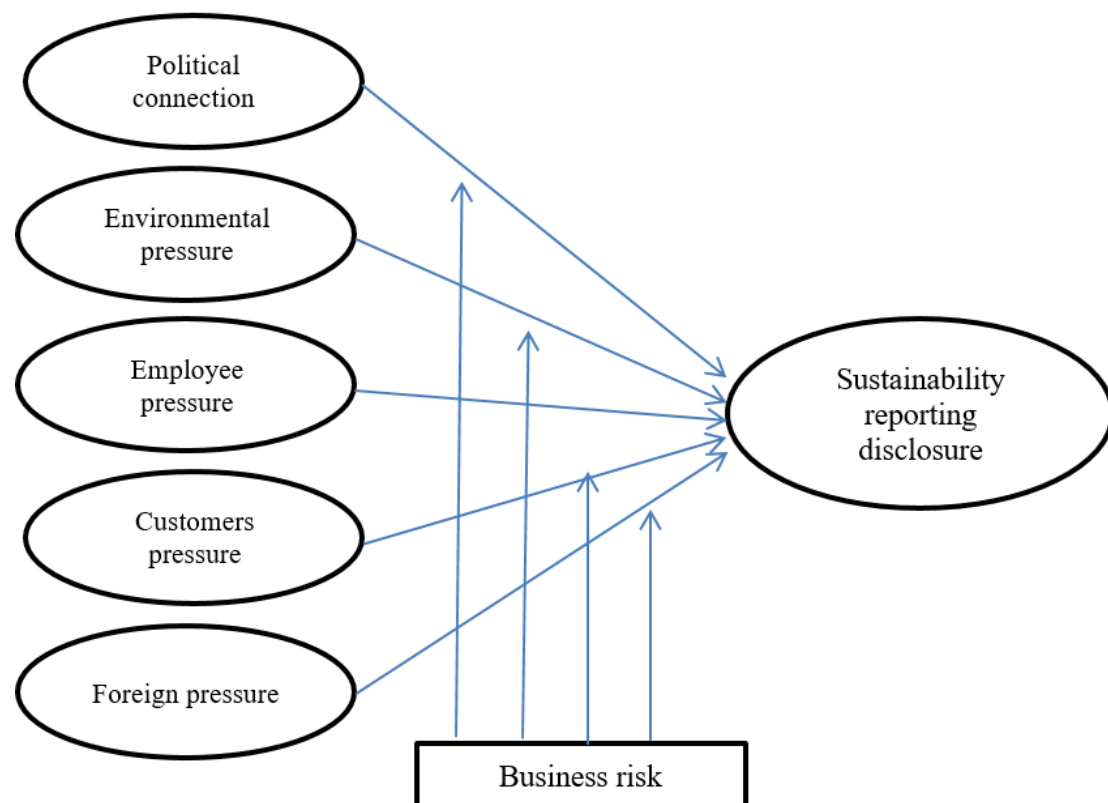 Political
connection
Environmental
pressure
Employee
pressure
Customers
pressure
Foreign pressure
Sustainability
reporting
disclosure
Business risk